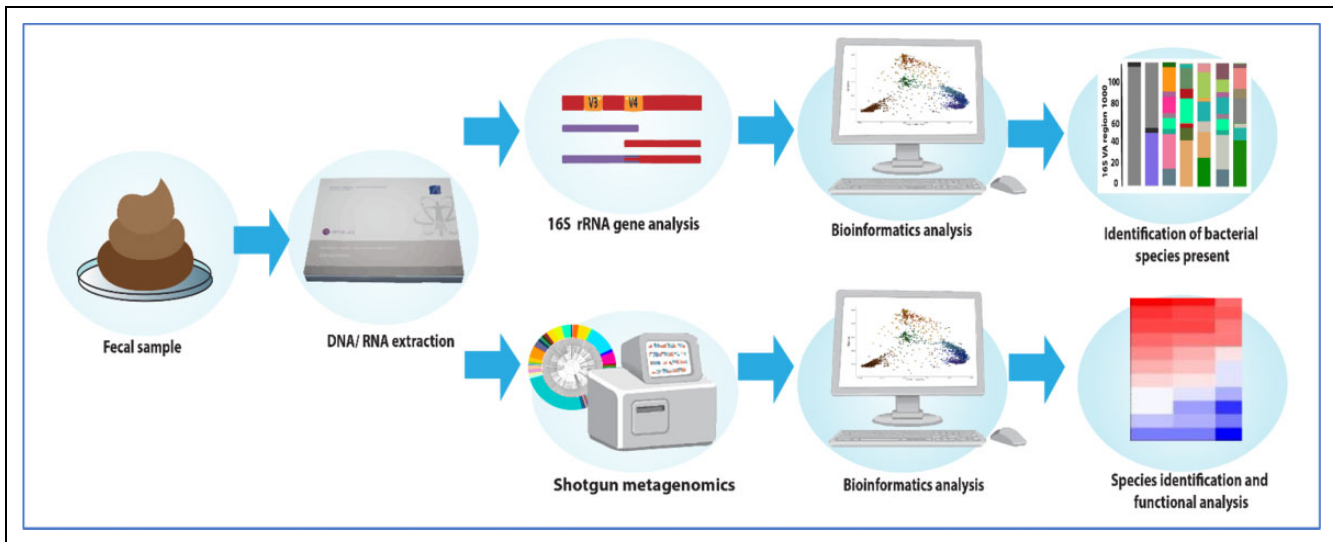 V3
V4
16S rRNA gene analysis
Bioinformatics analysis
16S VA region 1000
100
80
60
40
20
0
Identification of bacterial
species present
Fecal sample
DNA/ RNA extraction
Shotgun metagenomics
Bioinformatics analysis
Species identification and
functional analysis